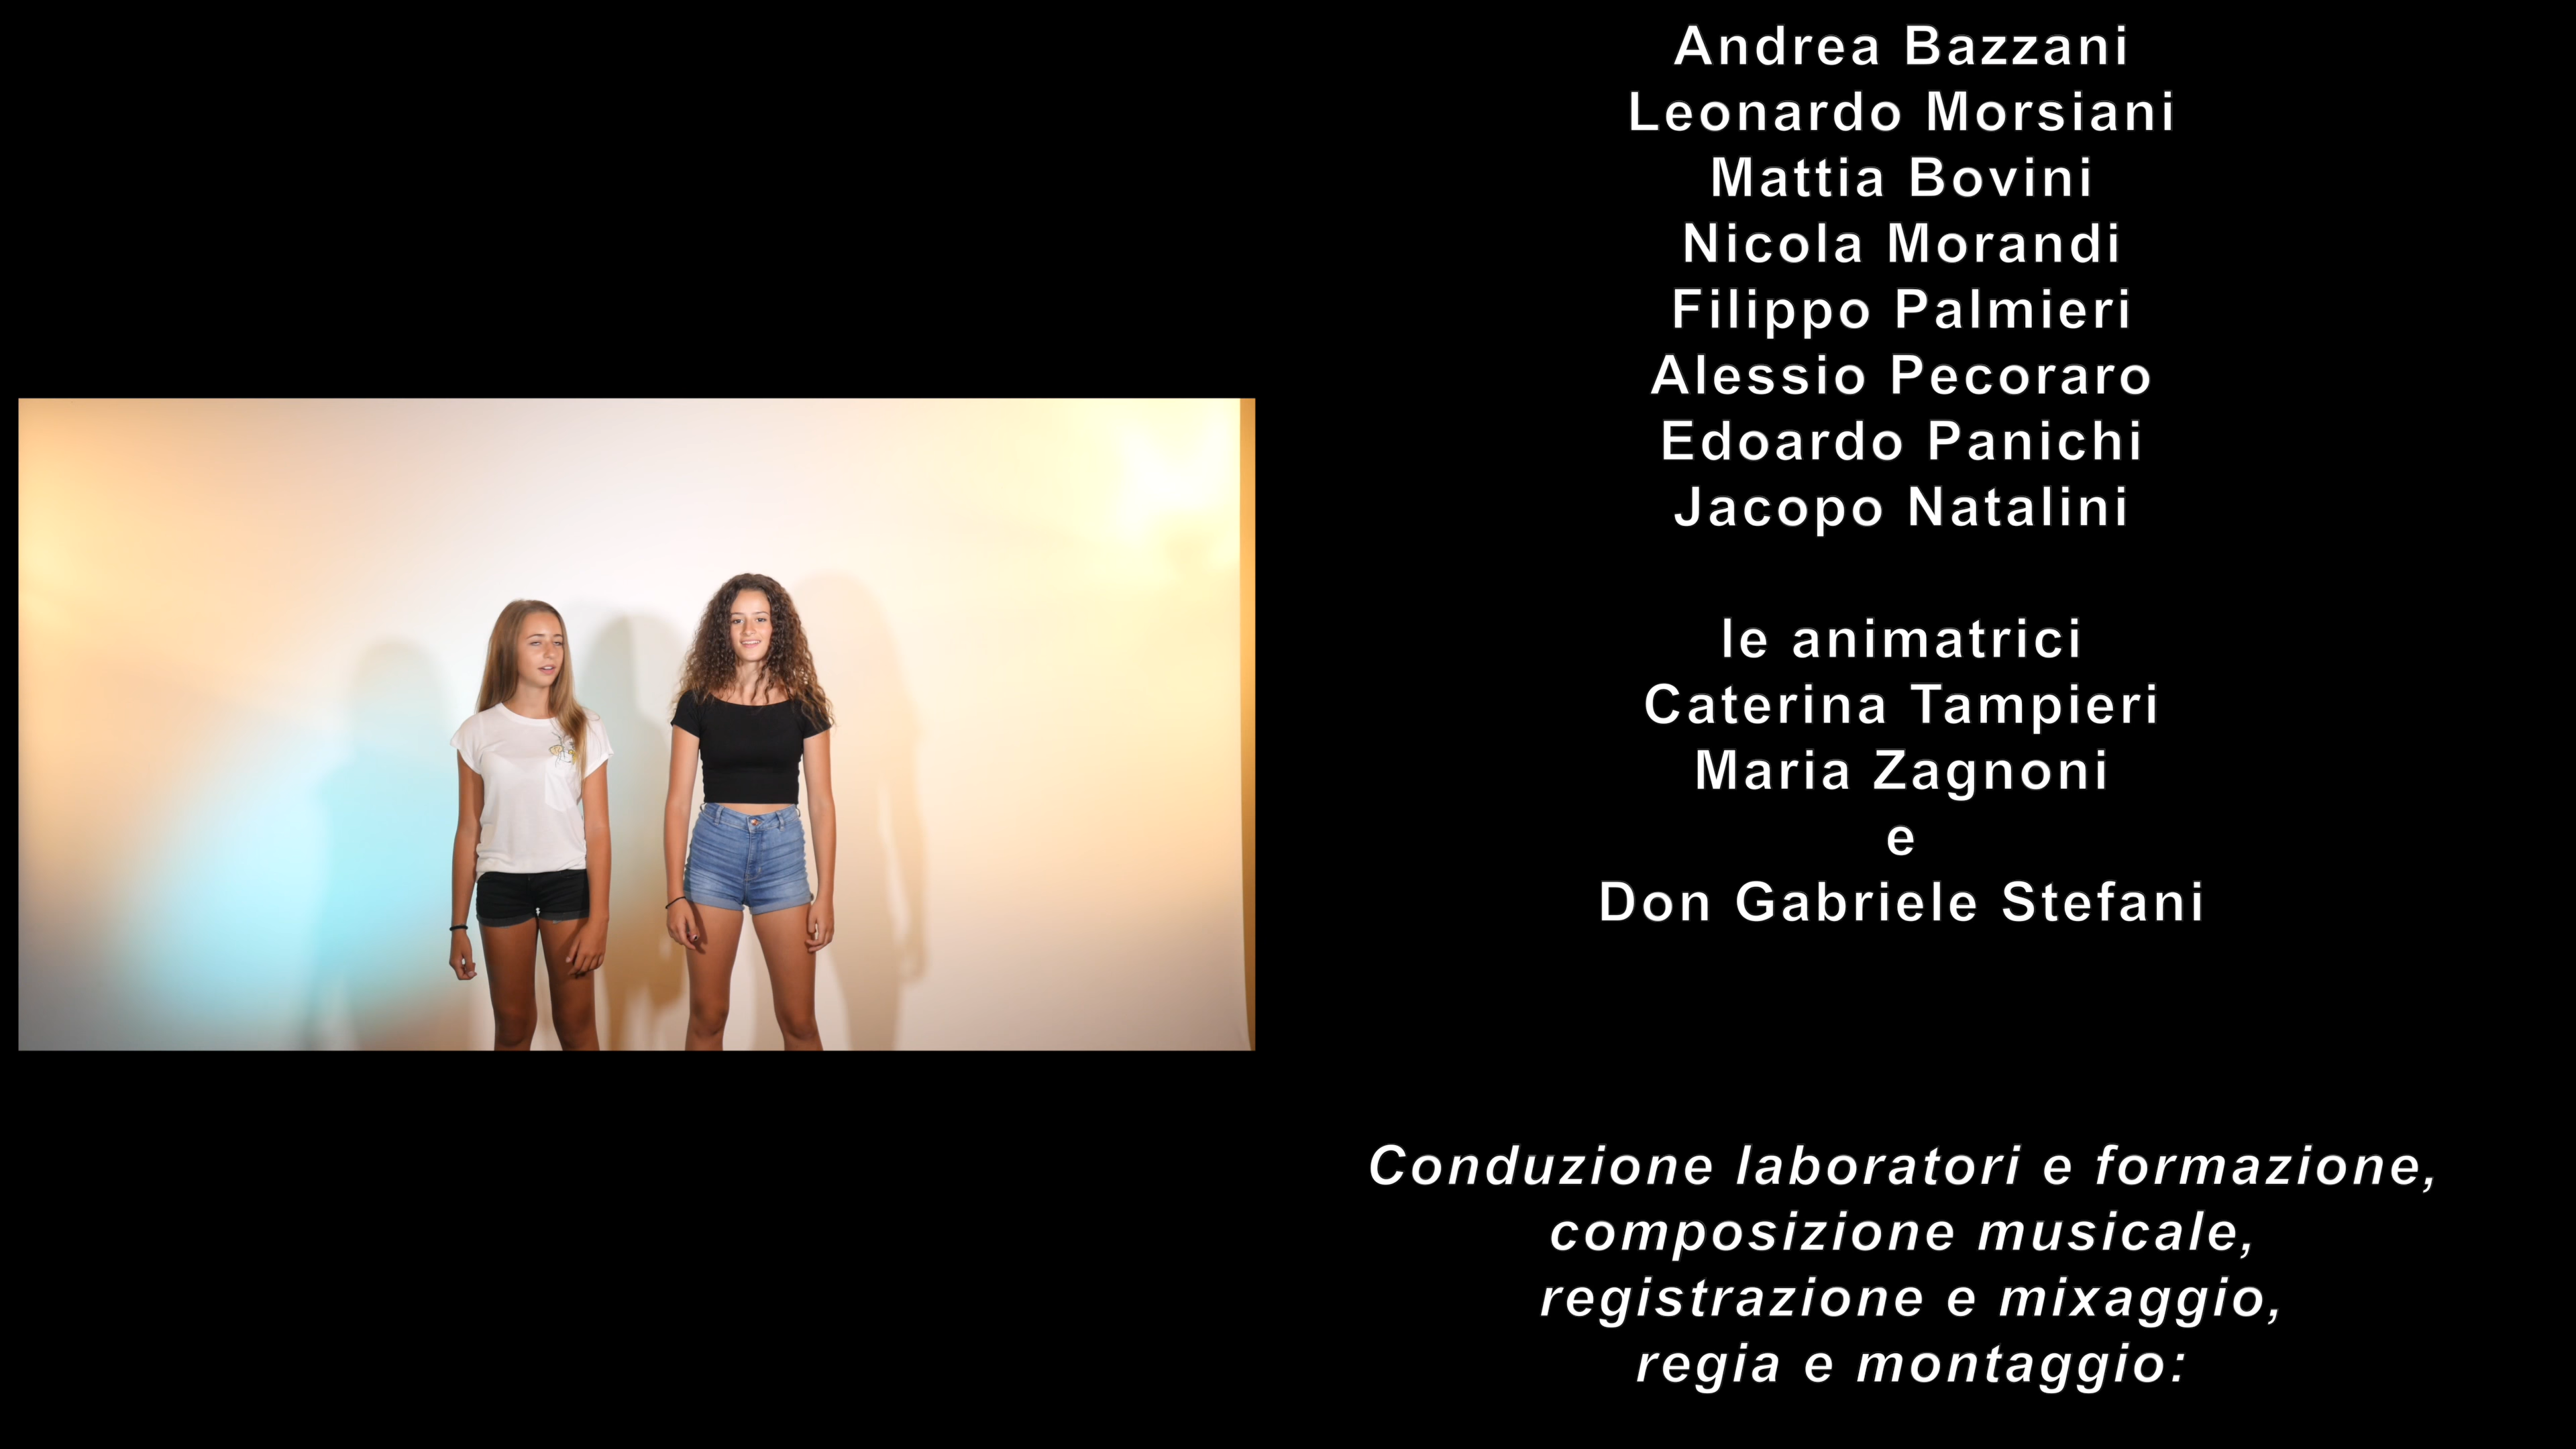 Andrea Bazzani
Leonardo Morsiani
Mattia Bovini
Nicola Morandi
Filippo Palmieri
Alessio Pecoraro
Edoardo Panichi
Jacopo Natalini
le animatrici
Caterina Tampieri
Maria Zagnoni
e
Don Gabriele Stefani
Conduzione laboratori e formazione,
composizione musicale,
registrazione e mixaggio,
regia e montaggio: